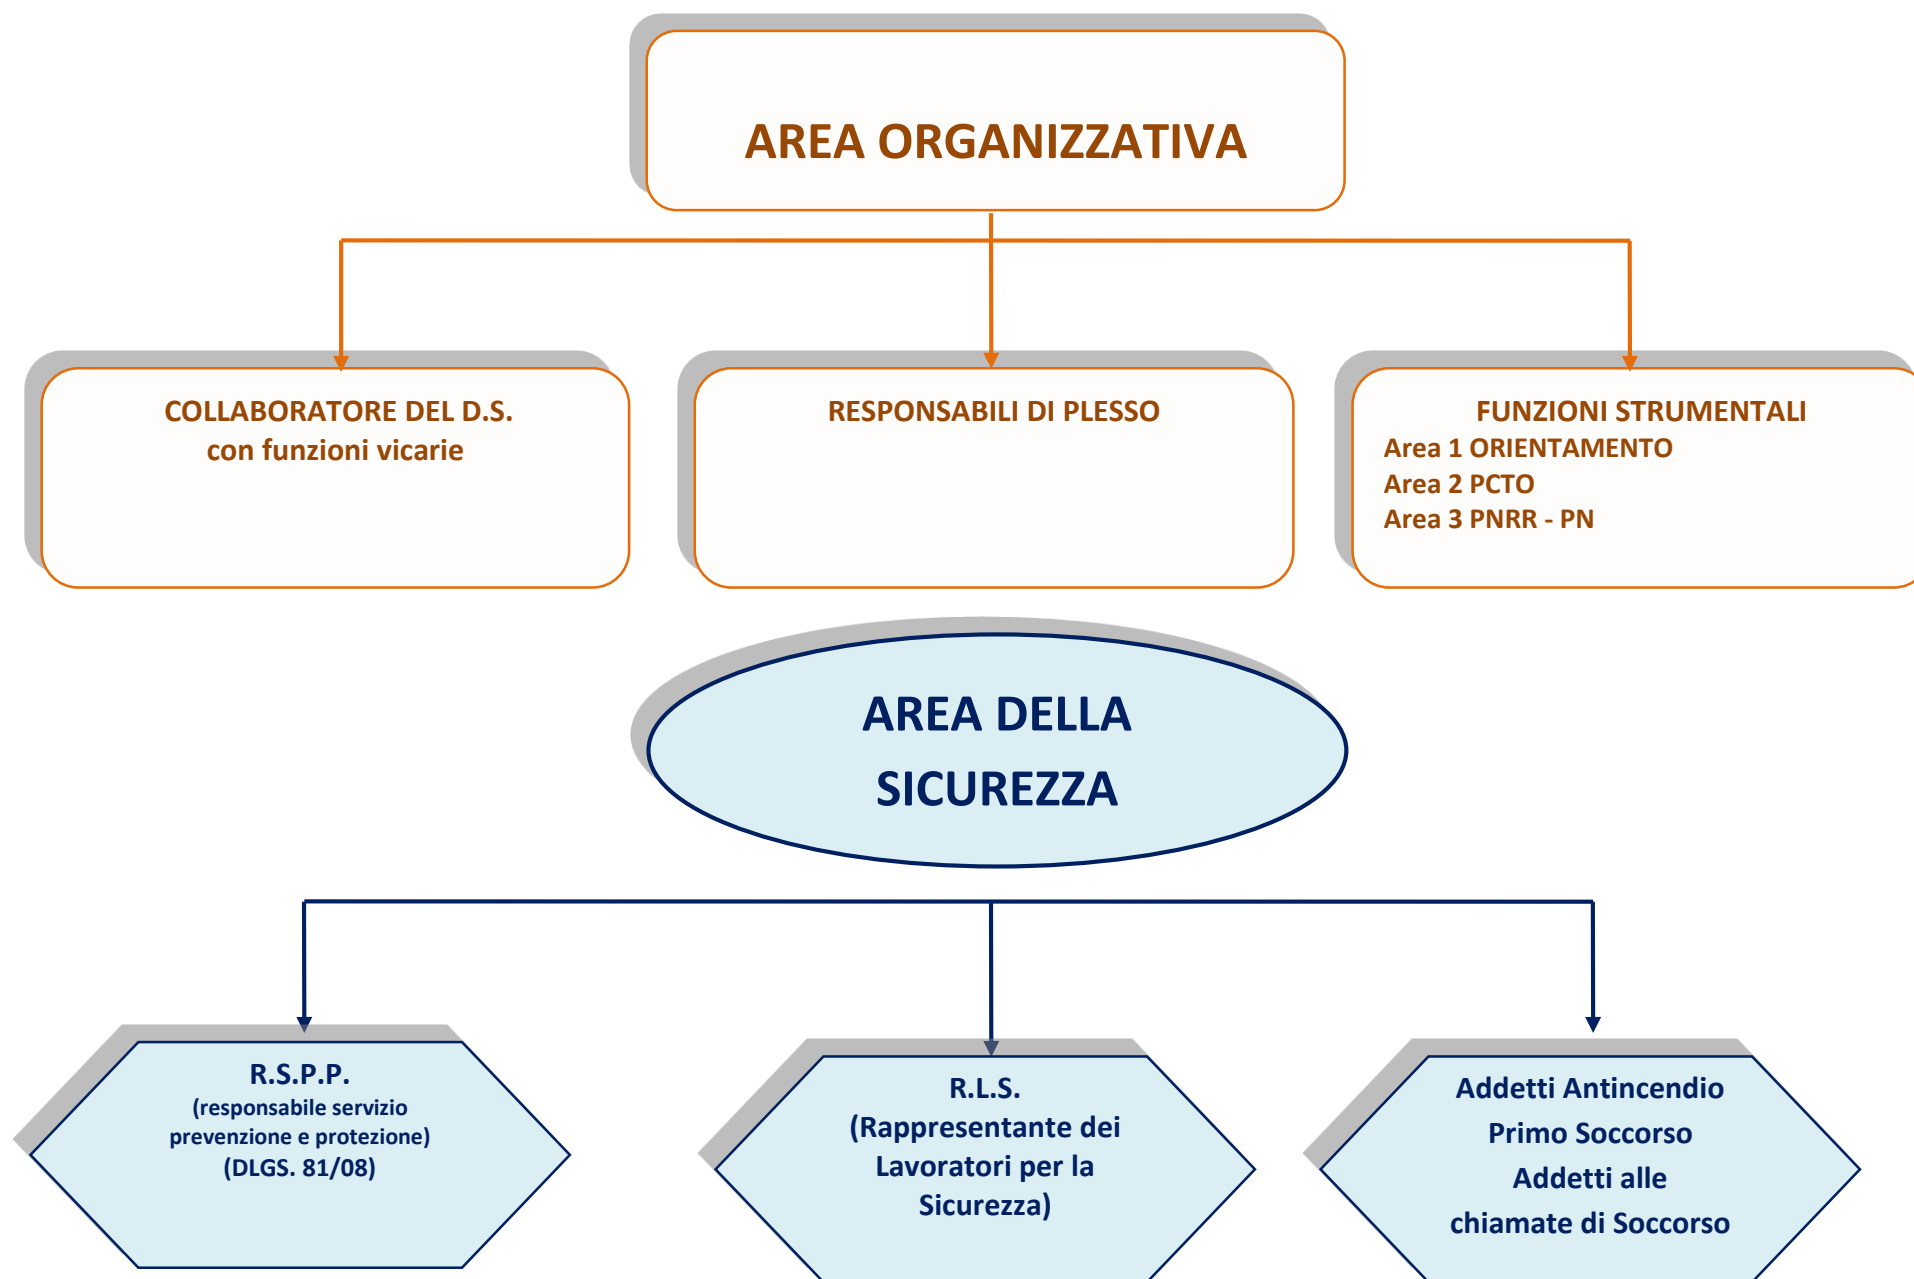 AREA ORGANIZZATIVA
COLLABORATORE DEL D.S.
con funzioni vicarie
RESPONSABILI DI PLESSO
FUNZIONI STRUMENTALI
Area 1 ORIENTAMENTO
Area 2 PCTO
Area 3 PNRR - PN
AREA DELLA
SICUREZZA
R.S.P.P.
(responsabile servizio
prevenzione e protezione)
(DLGS. 81/08)
R.L.S.
(Rappresentante dei
Lavoratori per la
Sicurezza)
Addetti Antincendio
Primo Soccorso
Addetti alle
chiamate di Soccorso